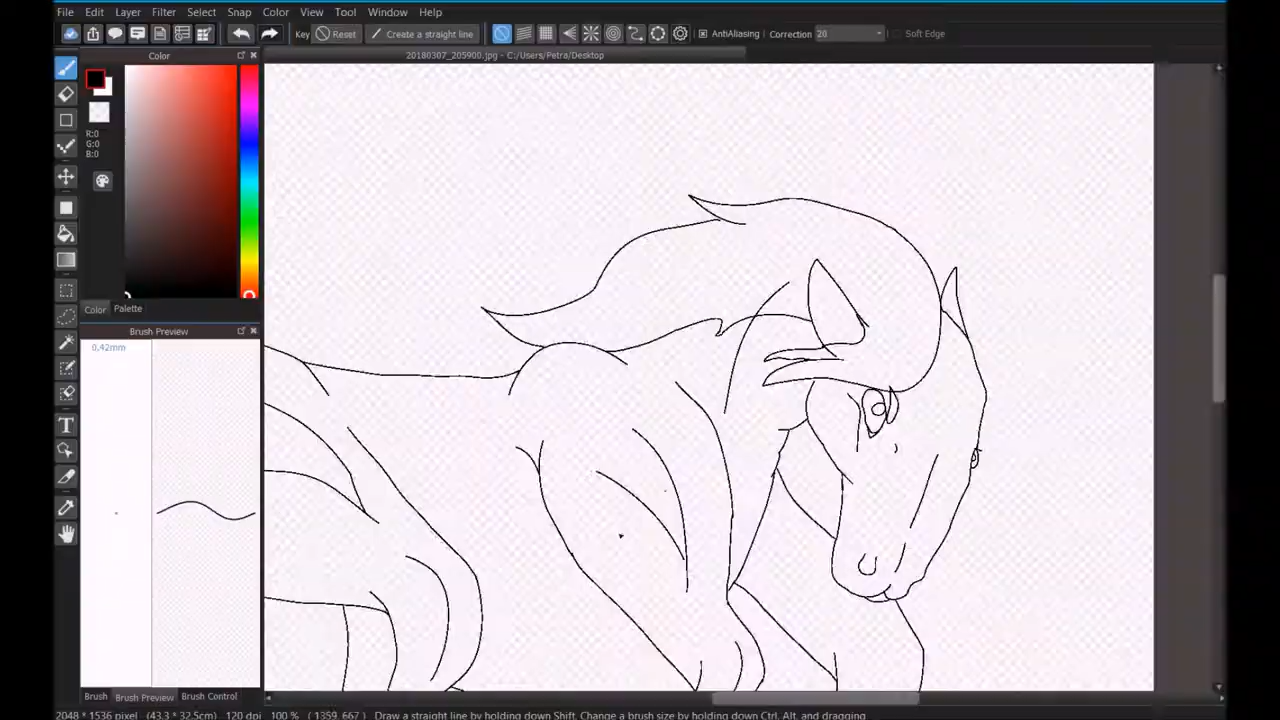 File Edit Layer Filter Select Snap Color View Tool Window Help
Key Reset Create a straight line AntiAliasing Correction 20 Soft Edge
Color 20180307_205900.jpg - C:/Users/Petra/Desktop
R:0
G:0
B:0
Color Palette
Brush Preview
0,42mm
Brush Brush Preview Brush Control
2048 * 1536 pixel (43.3 * 32.5cm) 120 dpi 100 % ( 1359, 667 ) Draw a straight line by holding down Shift, Change a brush size by holding down Ctrl, Alt, and dragging